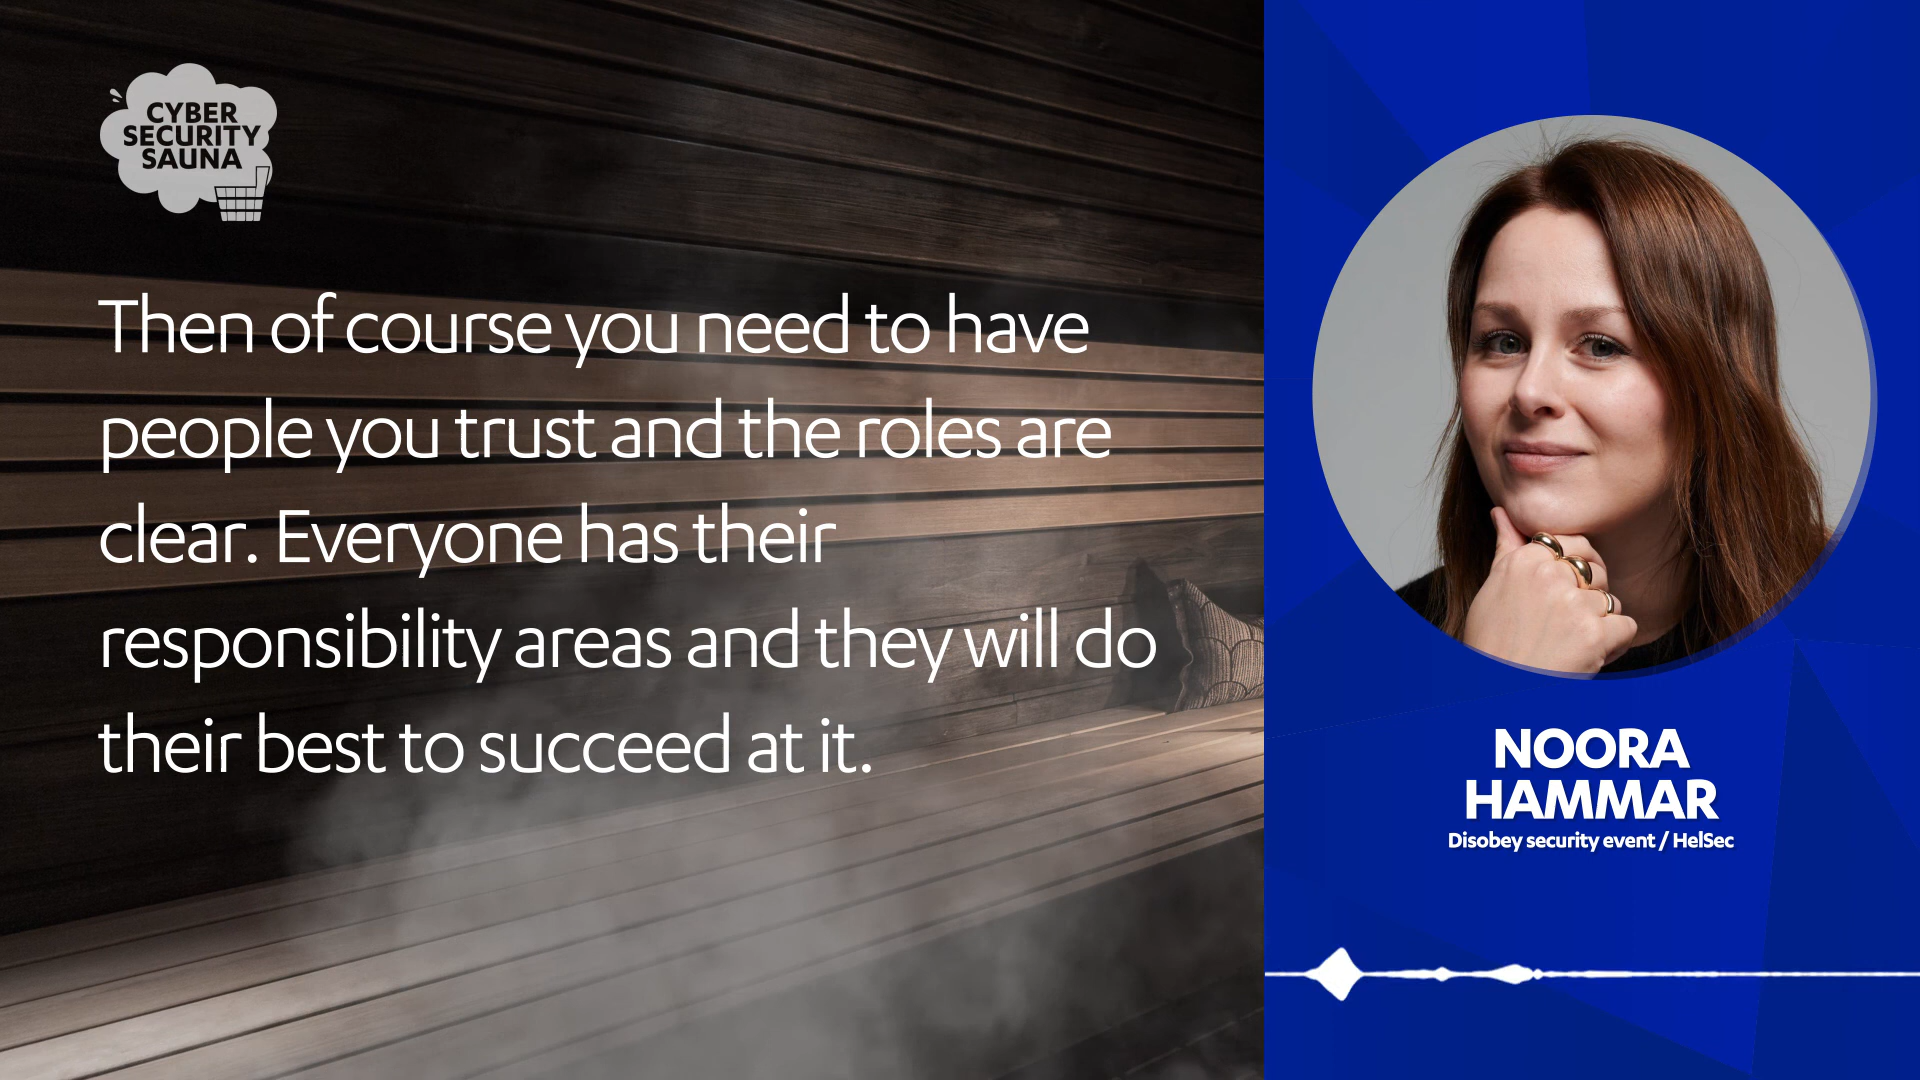 CYBER
SECURITY
SAUNA
Then of course you need to have
people you trust and the roles are
clear. Everyone has their
responsibility areas and they will do
their best to succeed at it.
NOORA
HAMMAR
Disobey security event / HelSec